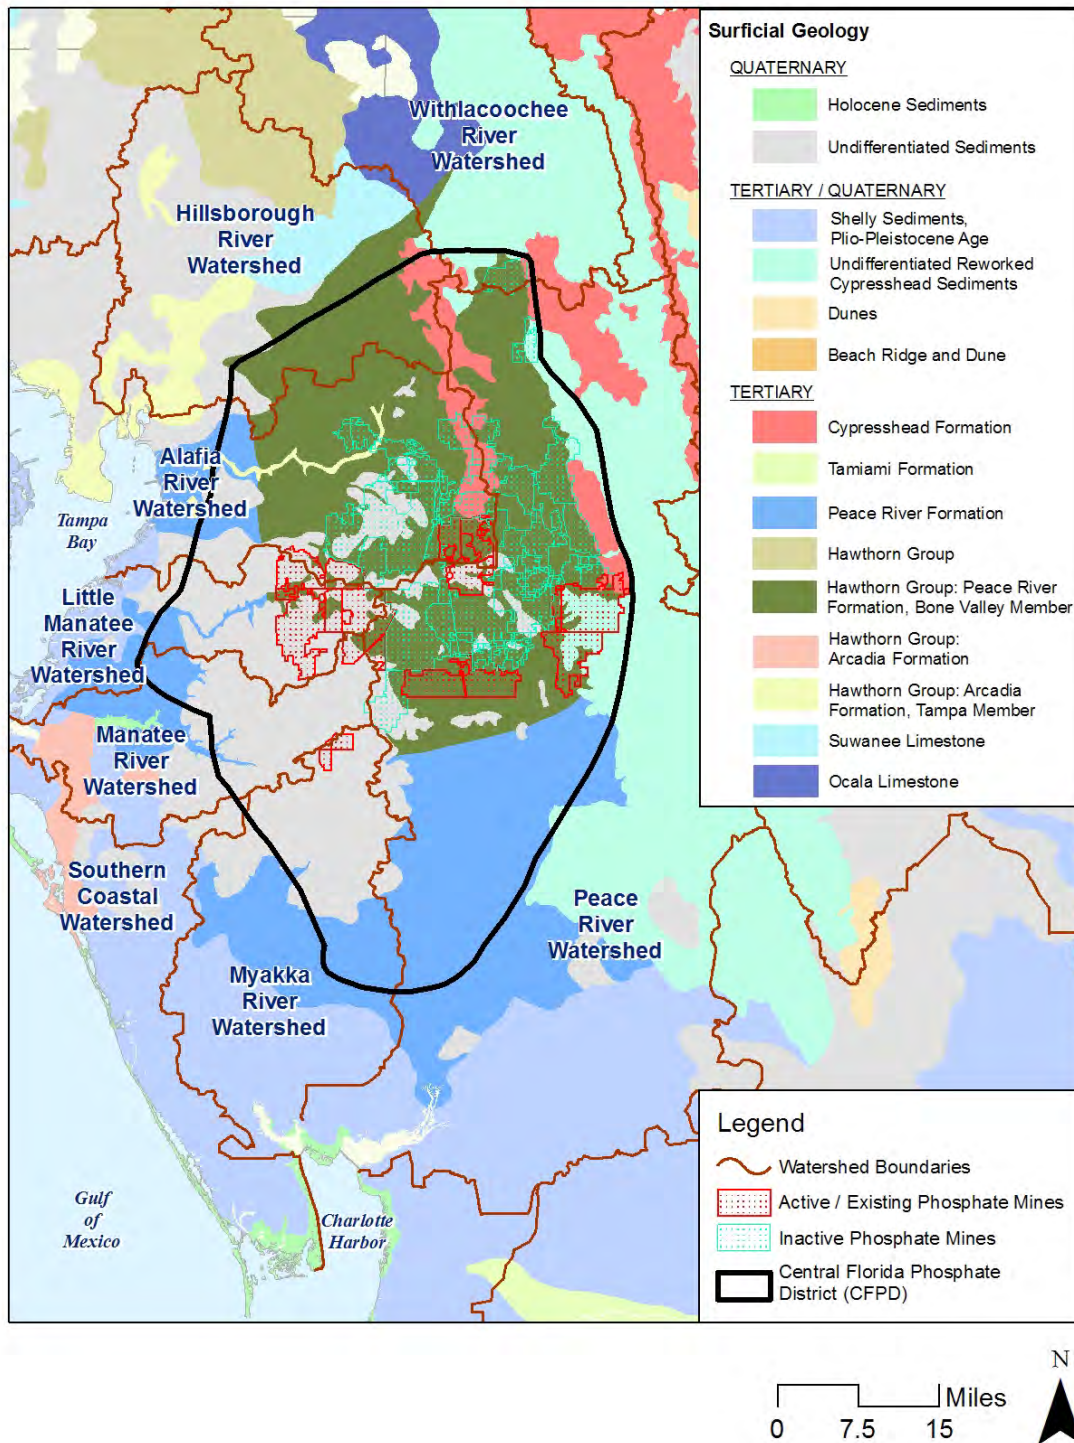 Withlacoochee
River
Watershed
Hillsborough
River
Watershed
Alafia
River
Watershed
Tampa
Bay
Little
Manatee
River
Watershed
Manatee
River
Watershed
Southern
Coastal
Watershed
Peace
River
Watershed
Myakka
River
Watershed
Gulf
of
Mexico
Charlotte
Harbor
Surficial Geology
QUATERNARY
Holocene Sediments
Undifferentiated Sediments
TERTIARY / QUATERNARY
Shelly Sediments,
Plio-Pleistocene Age
Undifferentiated Reworked
Cypresshead Sediments
Dunes
Beach Ridge and Dune
TERTIARY
Cypresshead Formation
Tamiami Formation
Peace River Formation
Hawthorn Group
Hawthorn Group: Peace River
Formation, Bone Valley Member
Hawthorn Group:
Arcadia Formation
Hawthorn Group: Arcadia
Formation, Tampa Member
Suwanee Limestone
Ocala Limestone
Legend
Watershed Boundaries
Active / Existing Phosphate Mines
Inactive Phosphate Mines
Central Florida Phosphate
District (CFPD)
N
Miles
0 7.5 15